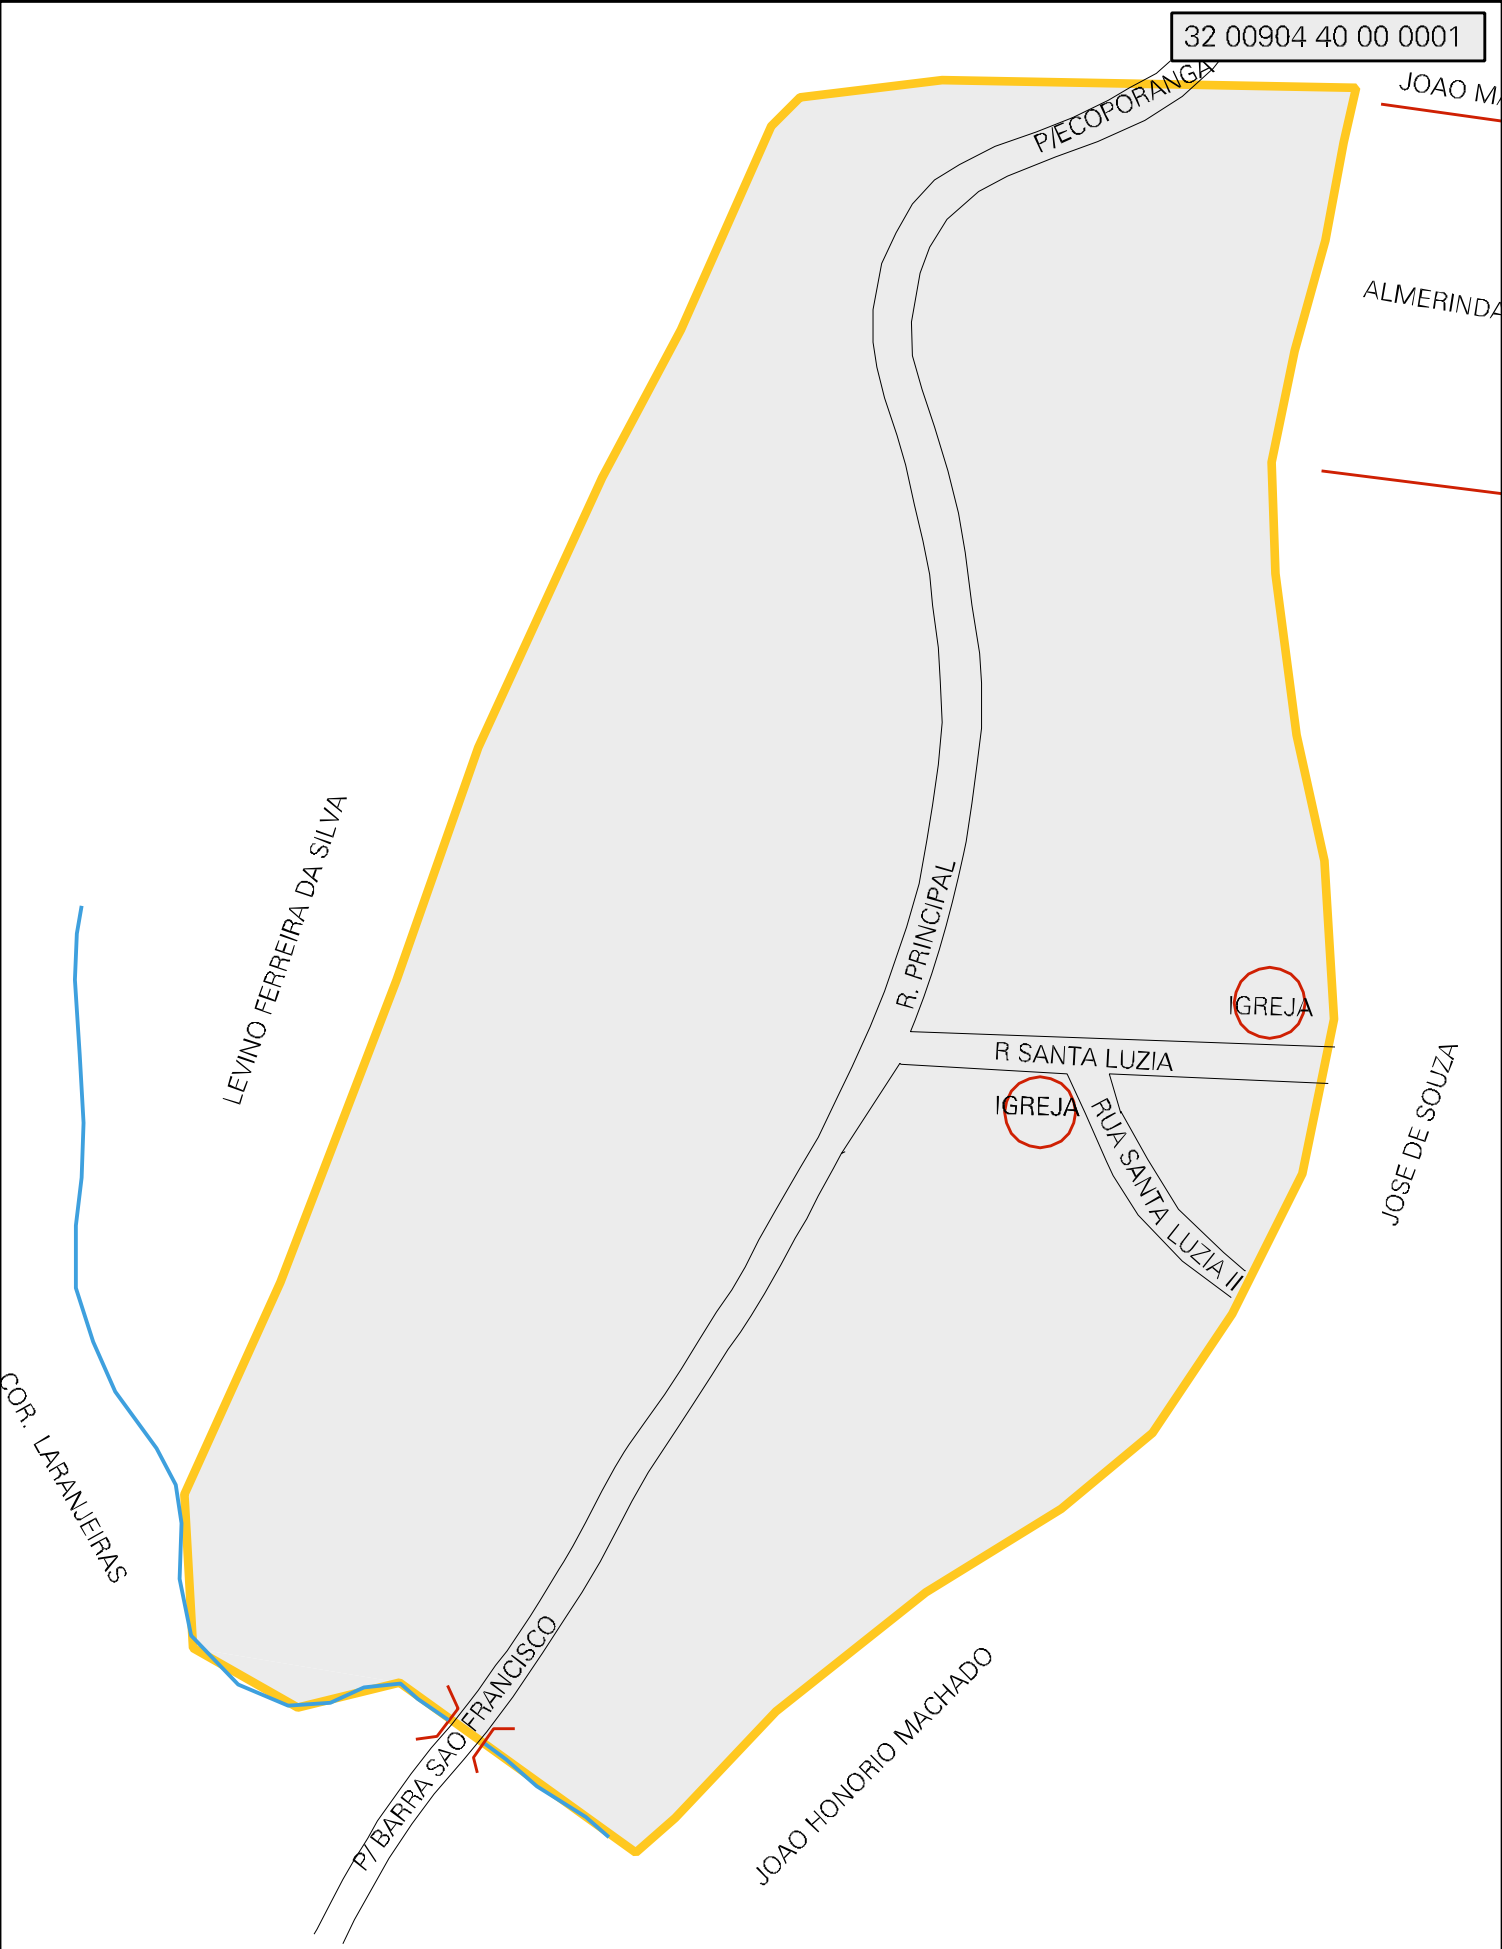 32 00904 40 00 0001
JOAO
P/ECOPORANGA
ALMERINDA
LEVINO FERREIRA DA SILVA
R. PRINCIPAL
IGREJA
R SANTA LUZIA
IGREJA
RUA SANTA LUZIA II
JOSE DE SOUZA
COR. LARANJEIRAS
P/ BARRA SAO FRANCISCO
JOAO HONORIO MACHADO